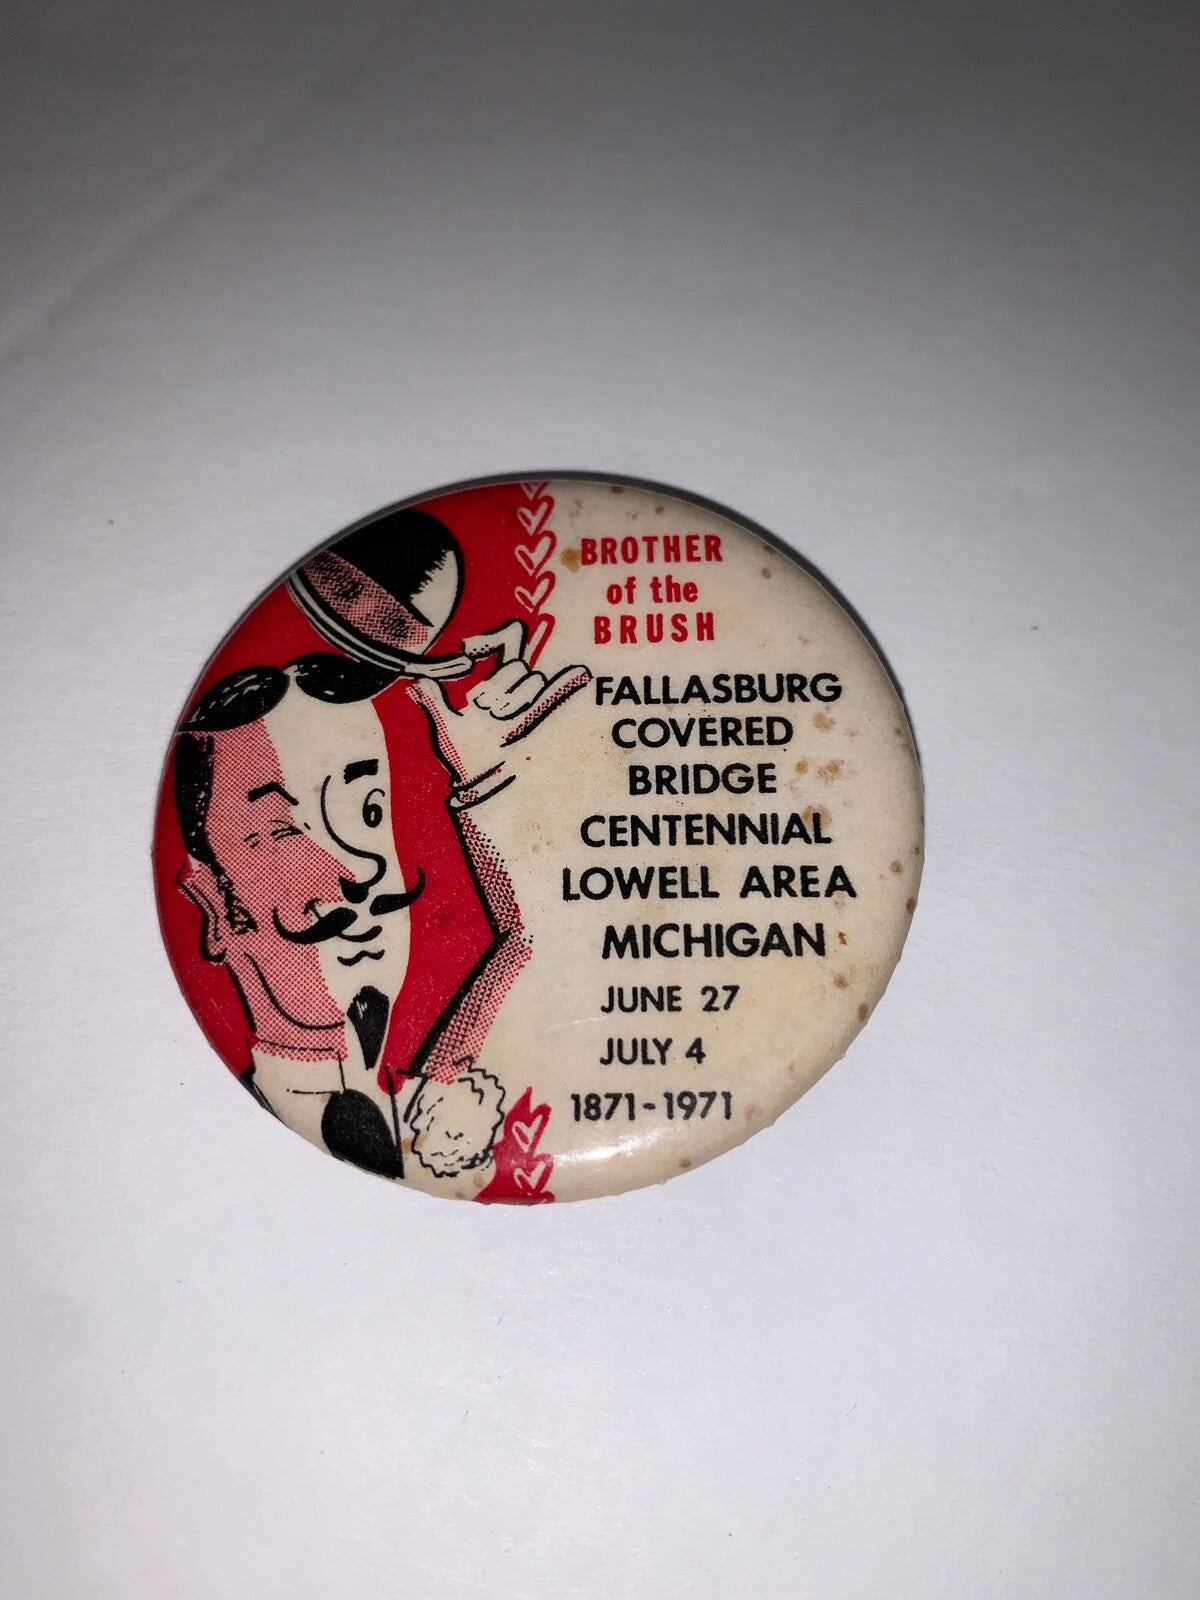 BROTHER
of the
BRUSH
FALLASBURG
COVERED
BRIDGE
CENTENNIAL
LOWELL AREA
MICHIGAN
JUNE 27
JULY 4
1871-1971